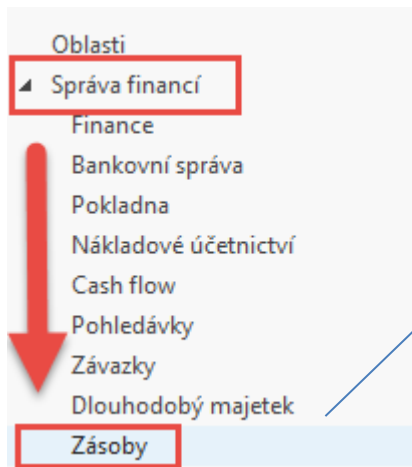 Oblasti
Správa financí
Finance
Bankovní správa
Pokladna
Nákladové účetnictví
Cash flow
Pohledávky
Závazky
Dlouhodobý majetek
Zásoby